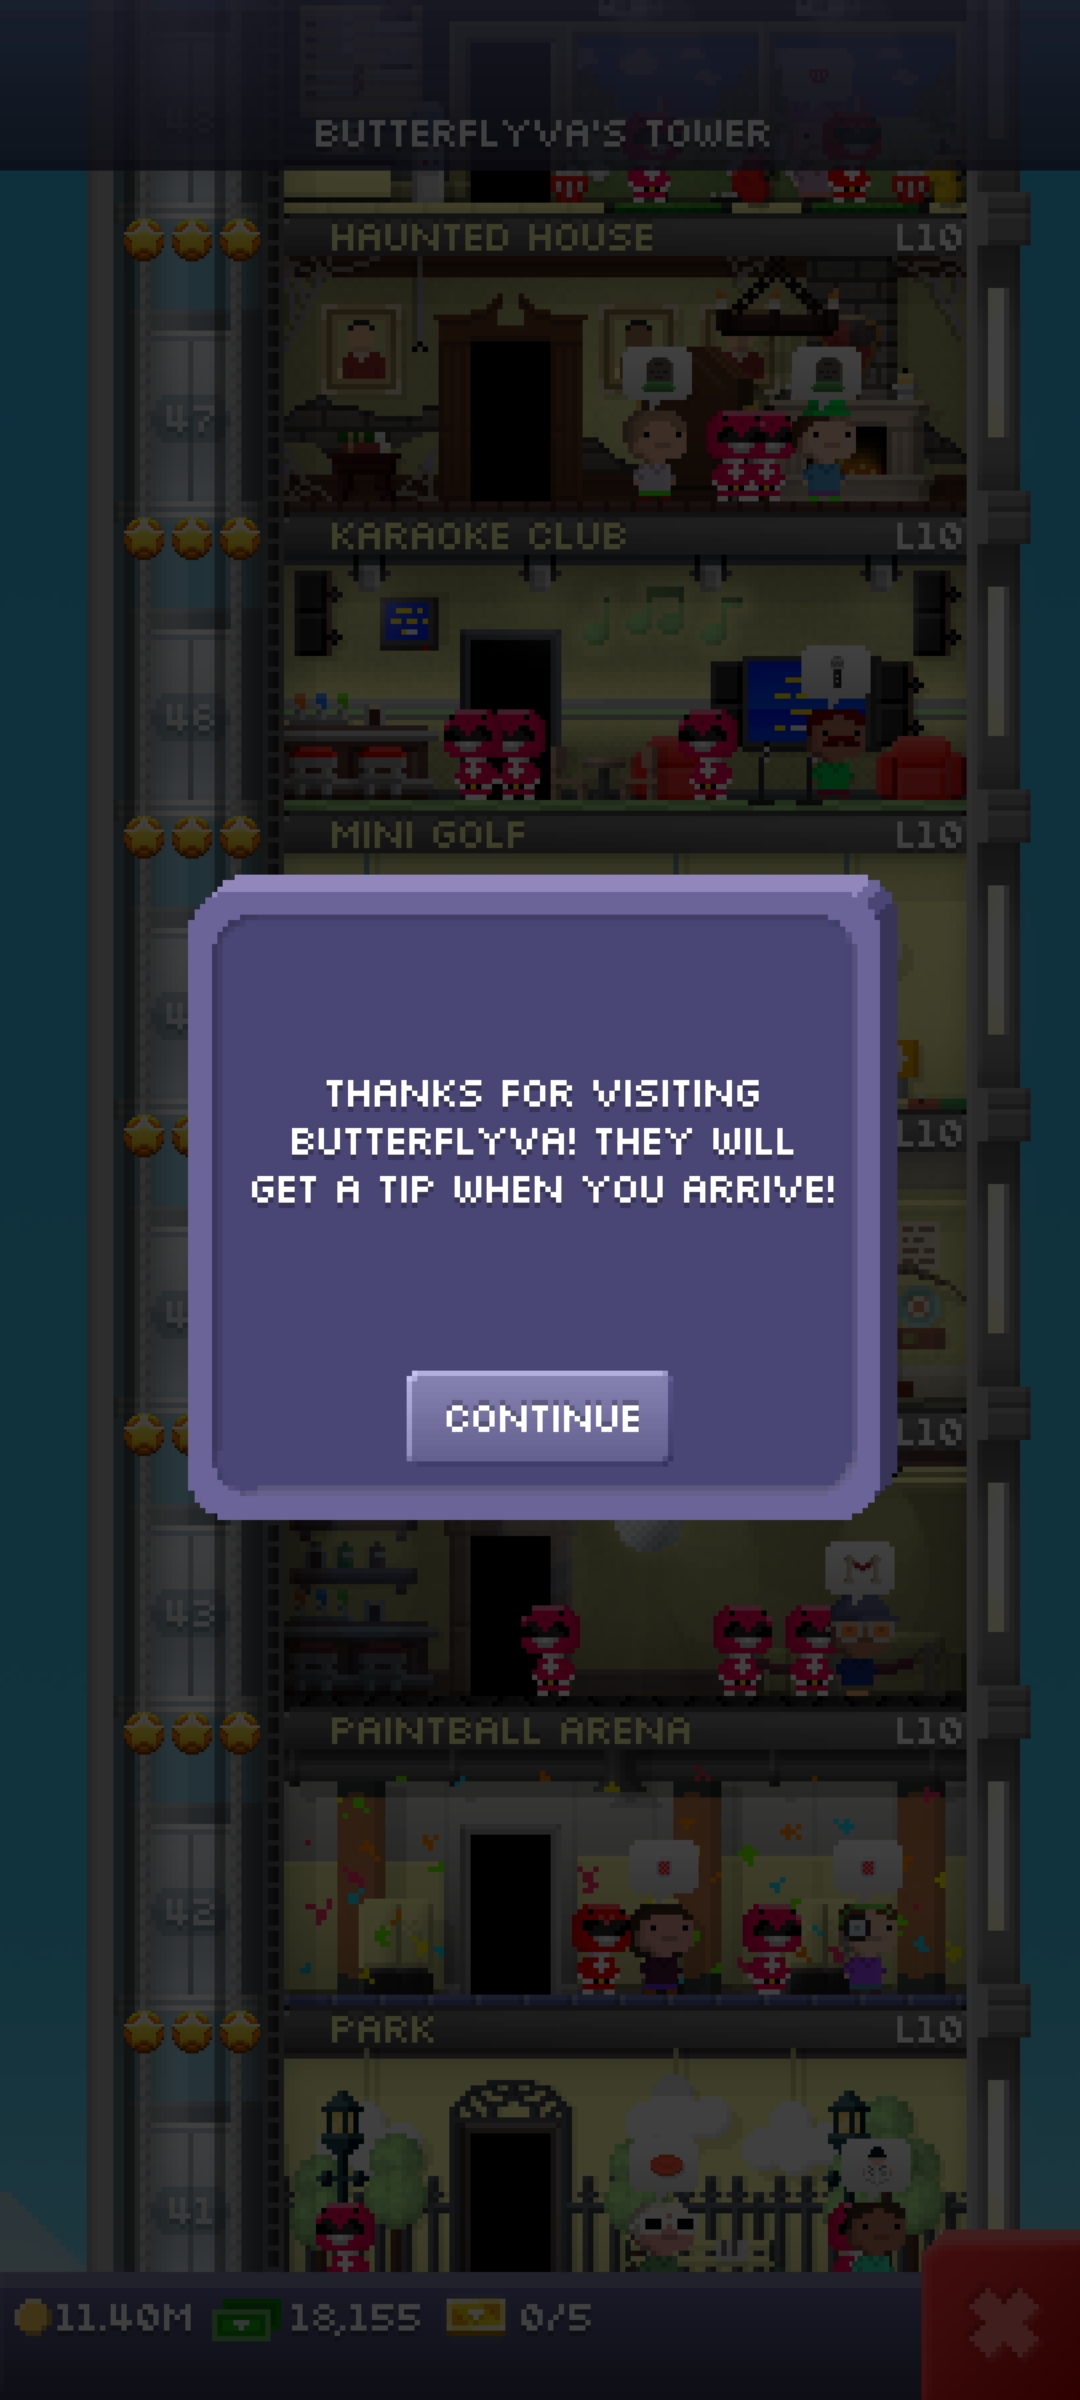 BUTTERFLYVA'S TOWER
HAUNTED HOUSE L10
47
KARAOKE CLUB L10
46
MINI GOLF L10
L10
THANKS FOR VISITING
BUTTERFLYVA! THEY WILL
GET A TIP WHEN YOU ARRIVE!
CONTINUE
L10
43
PAINTBALL ARENA L10
42
PARK L10
41
11.40M 18,155 0/5